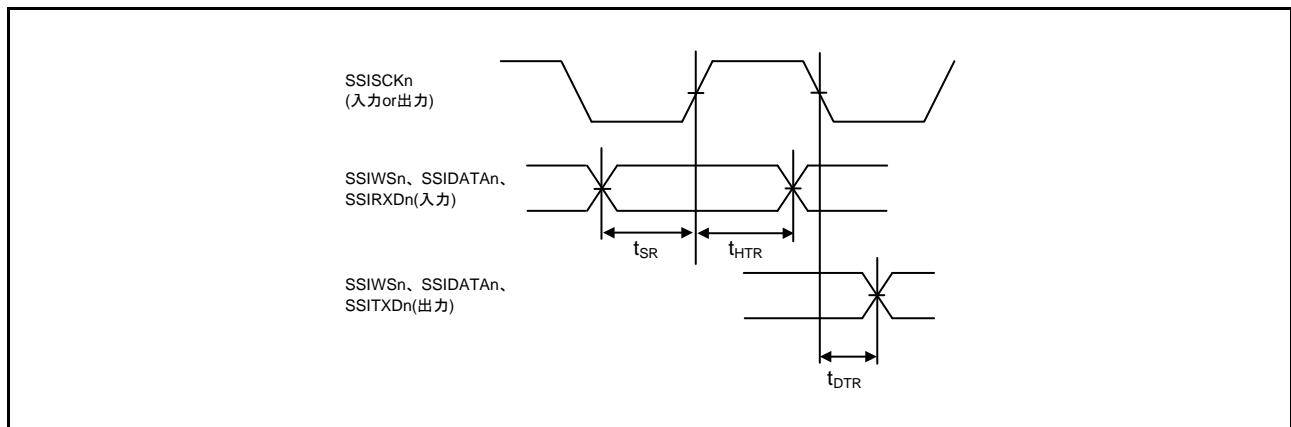 SSISCKn
(入力or出力)
SSIWSn、SSIDATAn、
SSIRXDn(入力)
tSR
tHTR
SSIWSn、SSIDATAn、
SSITXDn(出力)
tDTR